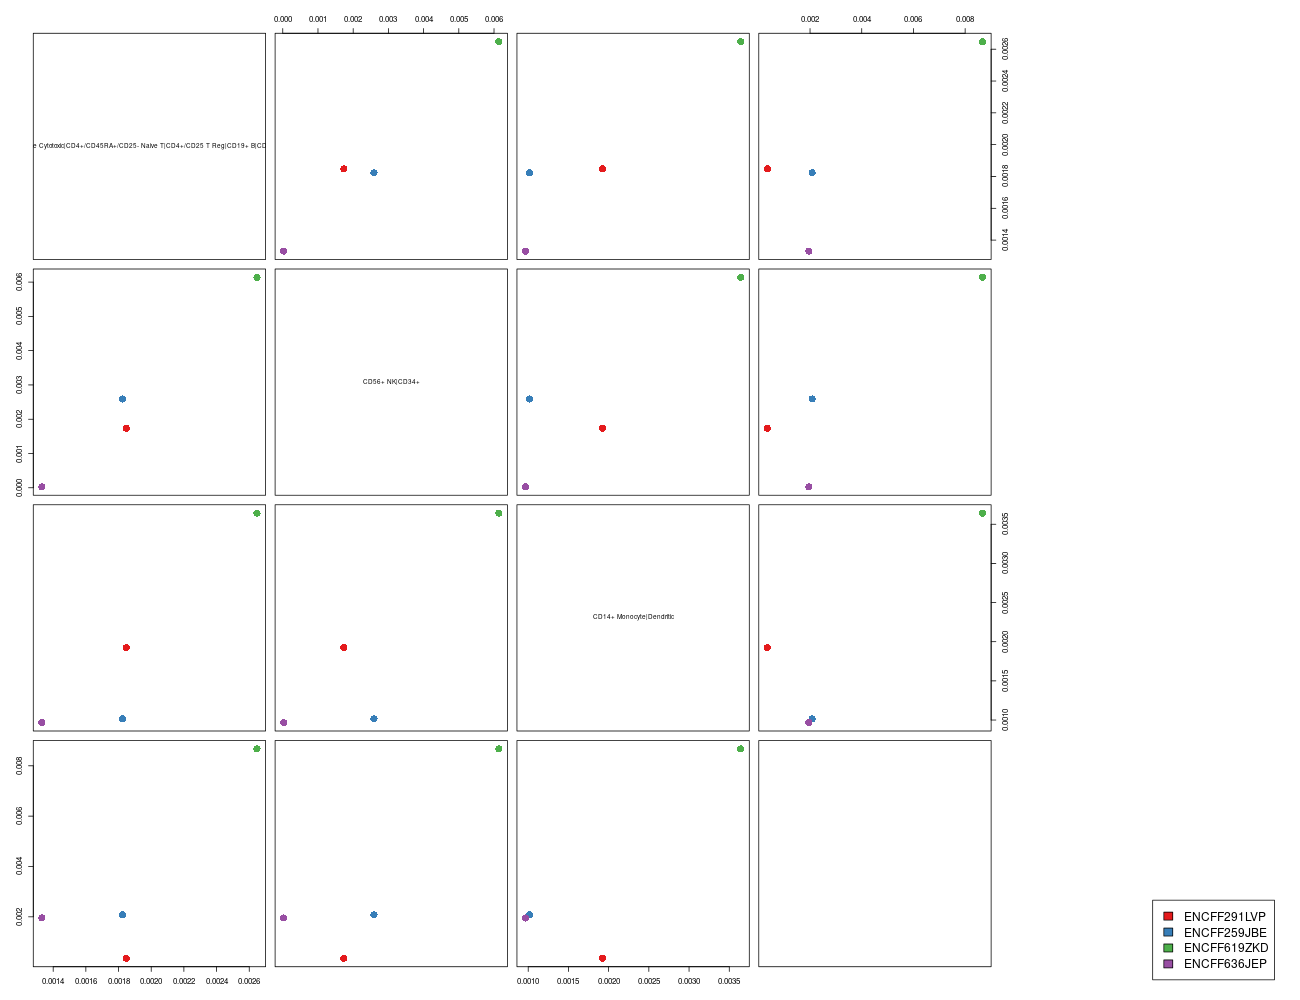 0.000 0.001 0.002 0.003 0.004 0.005 0.006
0.002 0.004 0.006 0.008
e Cytotoxic|CD4+/CD45RA+/CD25- Naive T|CD4+/CD25 T Reg|CD19+ B|CD
0.0014 0.0016 0.0018 0.0020 0.0022 0.0024 0.0026
0.000 0.001 0.002 0.003 0.004 0.005 0.006
CD56+ NK|CD34+
CD14+ Monocyte|Dendritic
0.0010 0.0015 0.0020 0.0025 0.0030 0.0035
0.002 0.004 0.006 0.008
0.0014 0.0016 0.0018 0.0020 0.0022 0.0024 0.0026
0.0010 0.0015 0.0020 0.0025 0.0030 0.0035
ENCFF291LVP
ENCFF259JBE
ENCFF619ZKD
ENCFF636JEP